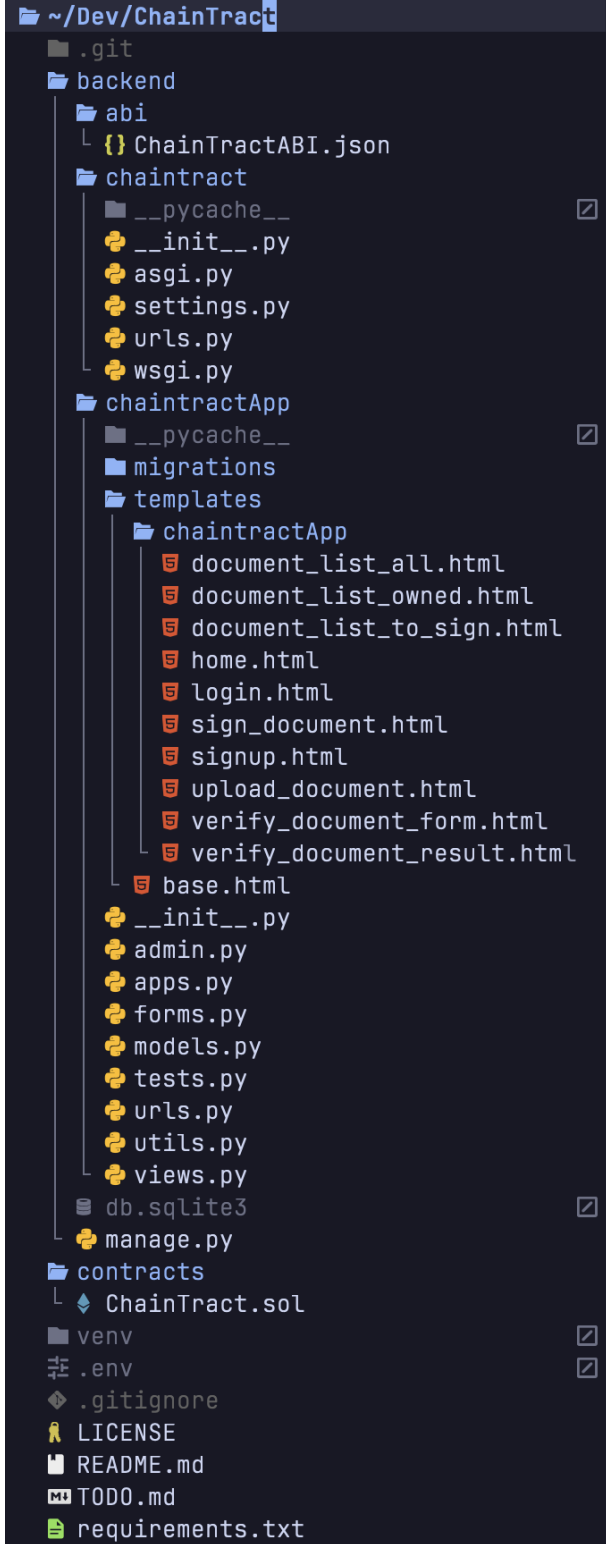 ~/Dev/ChainTract
.git
backend
abi
{} ChainTractABI.json
chaintract
__pycache__
__init__.py
asgi.py
settings.py
urls.py
wsgi.py
chaintractApp
__pycache__
migrations
templates
chaintractApp
document_list_all.html
document_list_owned.html
document_list_to_sign.html
home.html
login.html
sign_document.html
signup.html
upload_document.html
verify_document_form.html
verify_document_result.html
base.html
__init__.py
admin.py
apps.py
forms.py
models.py
tests.py
urls.py
utils.py
views.py
db.sqlite3
manage.py
contracts
ChainTract.sol
venv
.env
.gitignore
LICENSE
README.md
TODO.md
requirements.txt